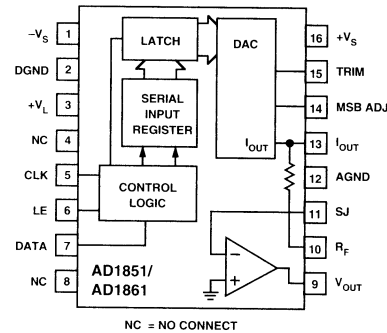 −VS 1
DGND 2
+VL 3
NC 4
CLK 5
LE 6
DATA 7
NC 8
LATCH
SERIAL
INPUT
REGISTER
CONTROL
LOGIC
DAC
IOUT
AD1851/
AD1861
−
+
16 +VS
15 TRIM
14 MSB ADJ
13 IOUT
12 AGND
11 SJ
10 RF
9 VOUT
NC = NO CONNECT